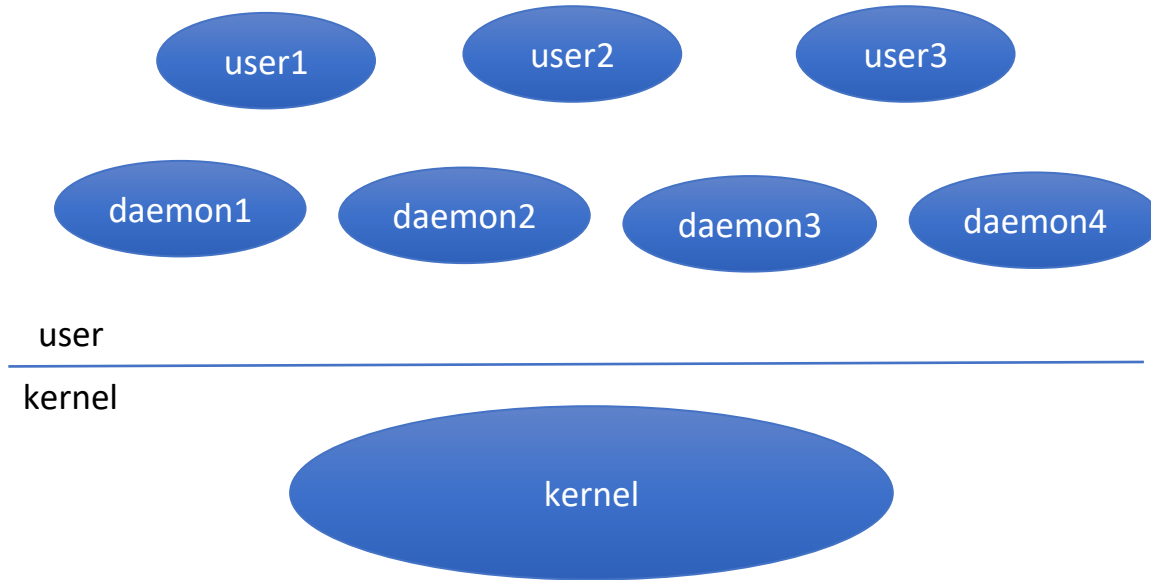 user1
user2
user3
daemon1
daemon2
daemon3
daemon4
user
kernel
kernel